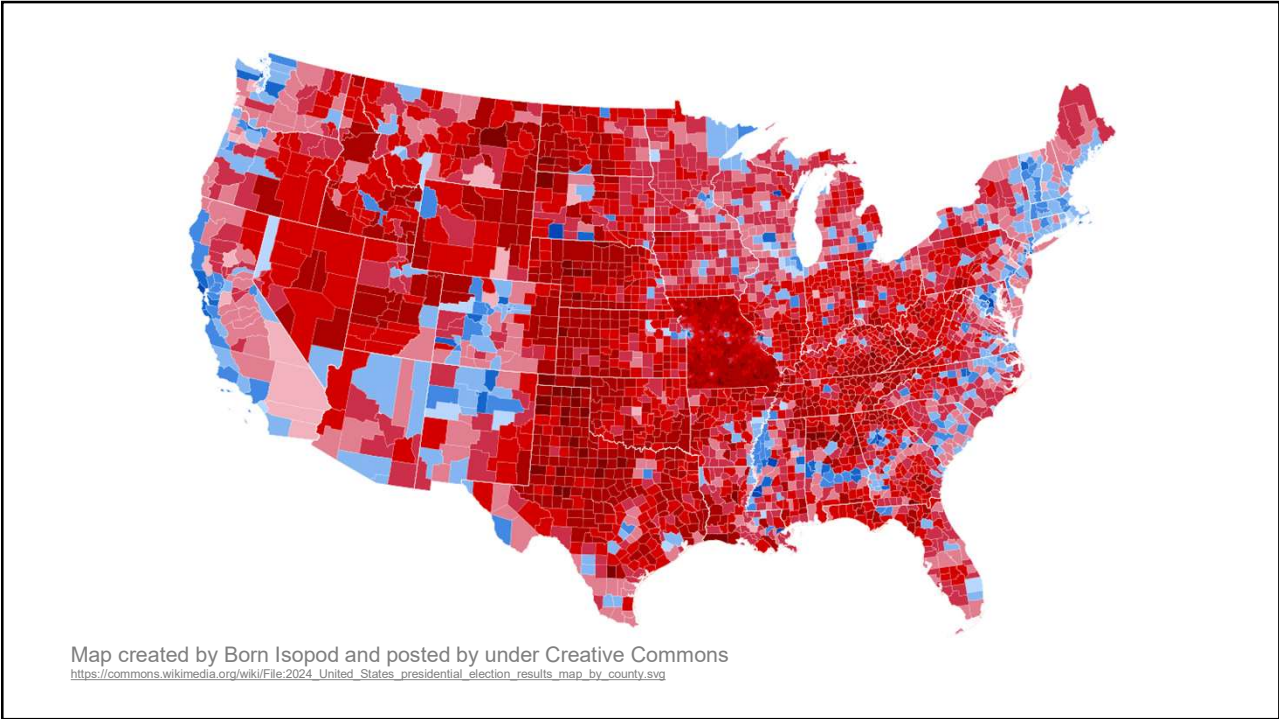 Map created by Born Isopod and posted by under Creative Commons
https://commons.wikimedia.org/wiki/File:2024_United_States_presidential_election_results_map_by_county.svg